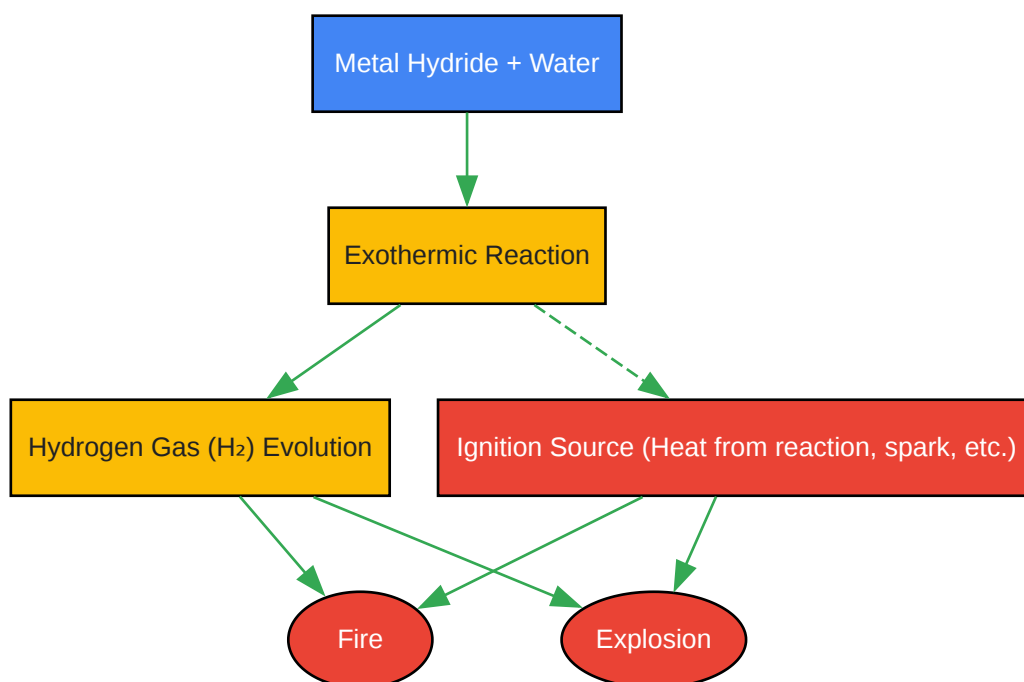 Metal Hydride + Water
Exothermic Reaction
Hydrogen Gas (H₂) Evolution
Ignition Source (Heat from reaction, spark, etc.)
Fire
Explosion